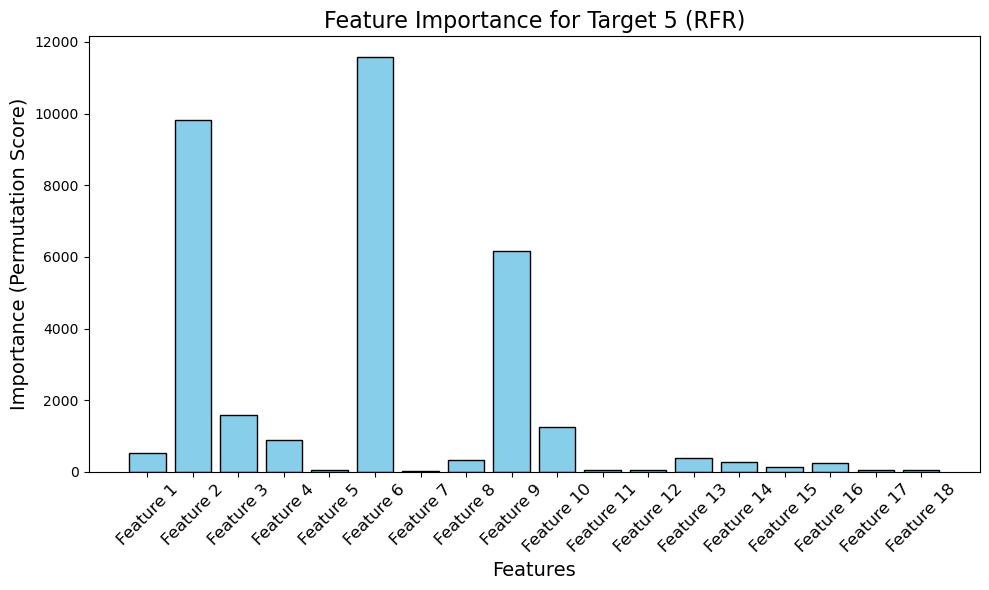 Feature Importance for Target 5 (RFR)
Importance (Permutation Score)
12000
10000
8000
6000
4000
2000
0
Feature 1
Feature 2
Feature 3
Feature 4
Feature 5
Feature 6
Feature 7
Feature 8
Feature 9
Feature 10
Feature 11
Feature 12
Feature 13
Feature 14
Feature 15
Feature 16
Feature 17
Feature 18
Features